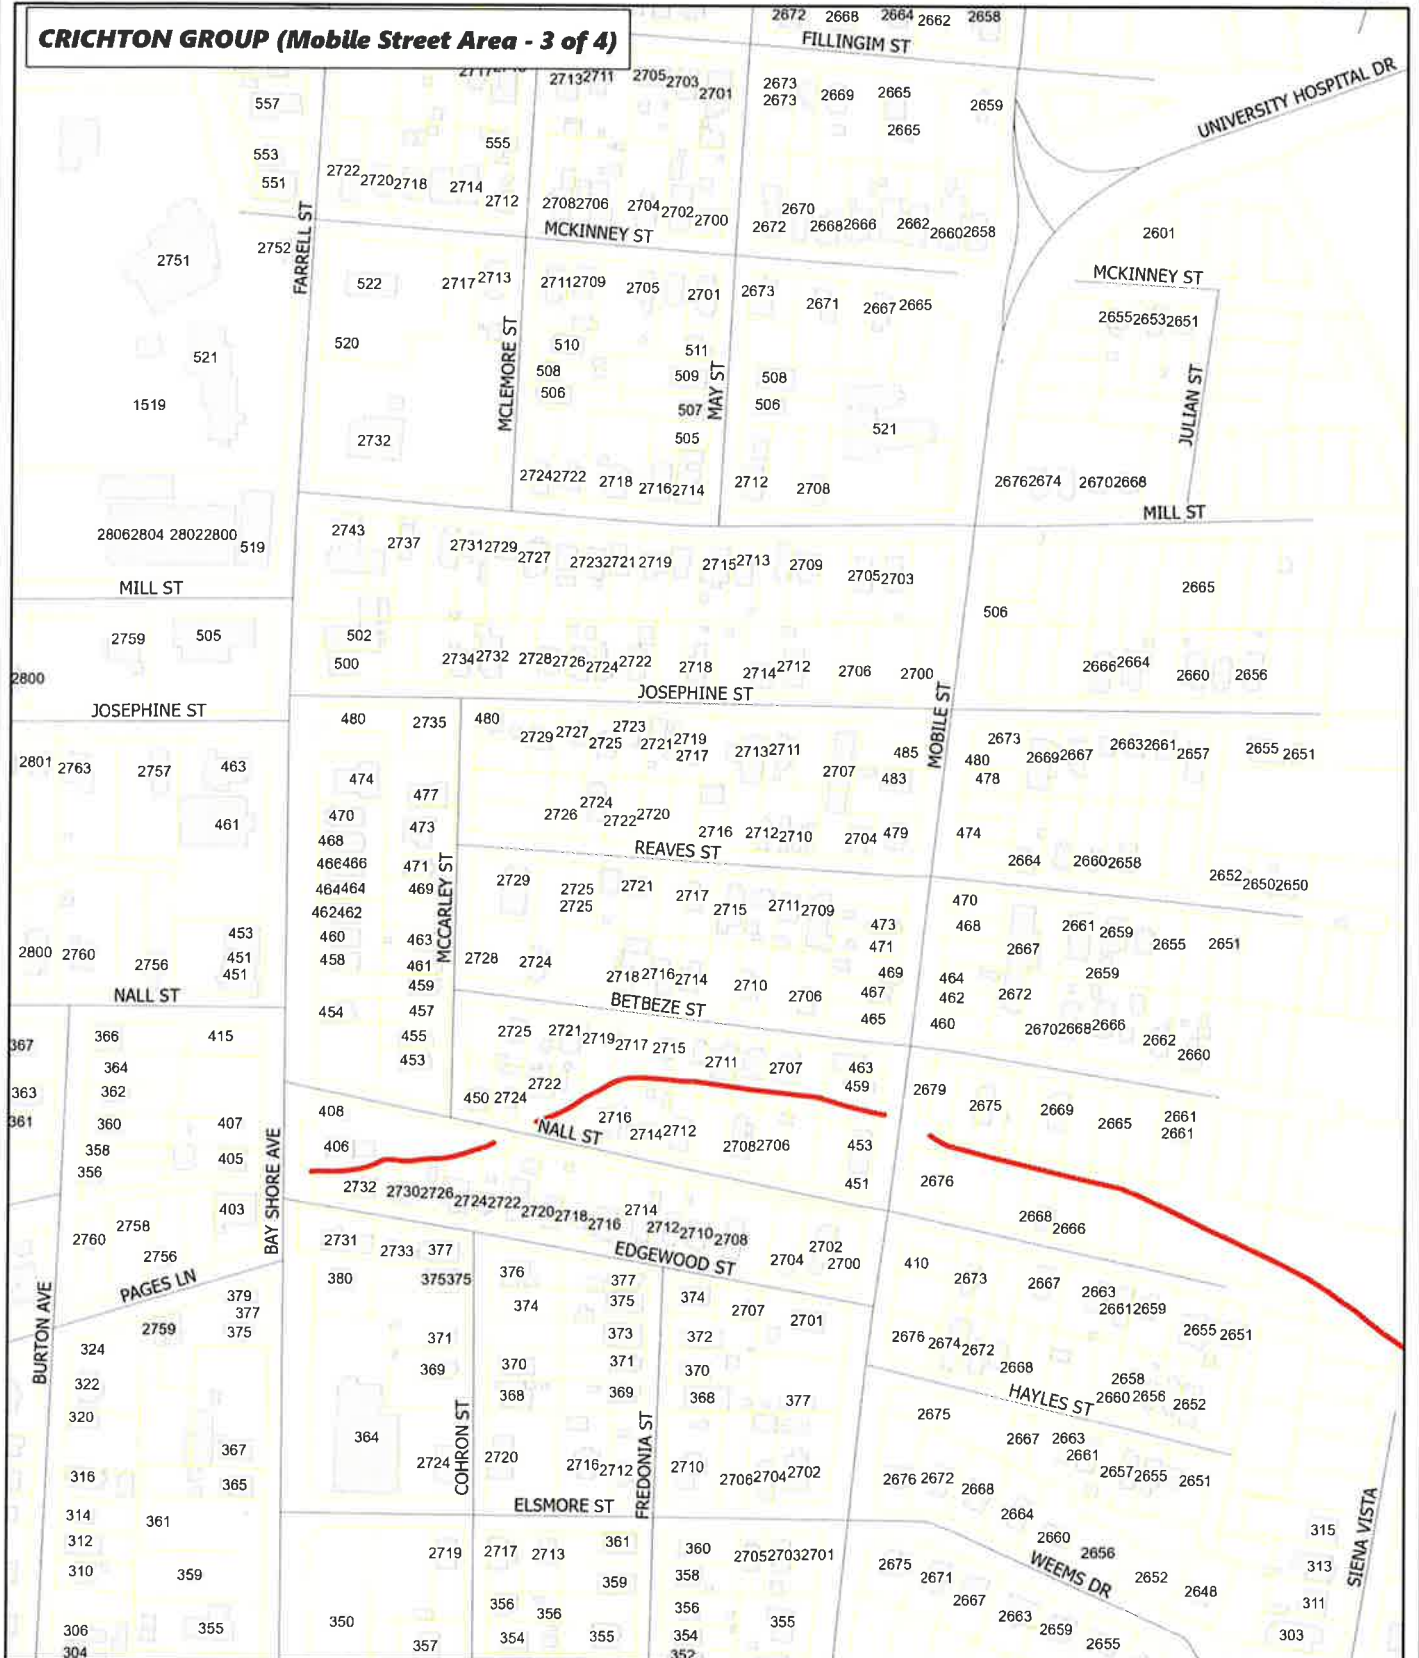 CRICHTON GROUP (Mobile Street Area - 3 of 4)
2672 2668 2664 2662 2658
FILLINGIM ST
UNIVERSITY HOSPITAL DR
2713 2711 2705 2703 2701 2673 2669 2665 2659
557 2673
555 2665
553
551 2722 2720 2718 2714 2712 2708 2706 2704 2702 2700 2670 2672 2668 2666 2662 2660 2658
MCKINNEY ST
2601
FARRELL ST
2752
2751
MCKINNEY ST
522 2717 2713 2711 2709 2705 2701 2673 2671 2667 2665
2655 2653 2651
MCLEMORE ST
520 510 511
521 508 509 508
MAY ST
JULIAN ST
1519 506 507 506
2732 505 521
2724 2722 2718 2716 2714 2712 2708 2676 2674 2670 2668
MILL ST
2806 2804 2802 2800 519 2743 2737 2731 2729 2727 2723 2721 2719 2715 2713 2709 2705 2703
MILL ST
2665
506
2759 505 502
500 2734 2732 2728 2726 2724 2722 2718 2714 2712 2706 2700 2666 2664 2660 2656
2800
JOSEPHINE ST
JOSEPHINE ST
MOBILE ST
480 2735 480 2729 2727 2725 2723 2721 2719 2717 2713 2711 2707 485 2673 2669 2667 2663 2661 2657 2655 2651
2801 2763 2757 463 474 483 480 478
477
461 470 473 2726 2724 2722 2720 2716 2712 2710 2704 479 474
468
REAVES ST
466 466 471 2664 2660 2658 2652 2650 2650
MCCARLEY ST
464 464 469 2729 2725 2721 2717 2715 2711 2709 470
2725
462 462 473 468 2661 2659 2655 2651
453 460 463 471 2667
2800 2760 2756 451 458 461 2728 2724 2718 2716 2714 2710 2706 469 464 2659
451 459 467 462 2672
NALL ST
BETBEZE ST
454 457 465 460 2670 2668 2666 2662 2660
367 366 415 455 2725 2721 2719 2717 2715 2711 2707 463
364 453 459
363 362 450 2724 2722 2679 2675 2669 2665 2661
361 360 407 408 2716 2714 2712 2661
NALL ST
358 405 406 2708 2706 453
356 451 2676
BAY SHORE AVE
2732 2730 2726 2724 2722 2720 2718 2716 2714 2712 2710 2708 2668 2666
403
2760 2758 2756
2731 2733 377
EDGEWOOD ST
2704 2702 2700 410
PAGES LN
BURTON AVE
380 375 375 376 377 374 2673 2667 2663
379 374 375 2707 2701 2661 2659
377
2759 375 371 373 372 2676 2674 2672 2655 2651
324 369 370 371 370 2668
322 368 369 368 377 2658
HAYLES ST
2660 2656 2652
320 2675
COHRON ST
FREDONIA ST
364 367 2667 2663 2661
316 365 2724 2720 2716 2712 2710 2706 2704 2702 2676 2672 2668 2657 2655 2651
SIENA VISTA
314 361
ELSMORE ST
2664
312 2660 2656
315
310 359 2719 2717 2713 361 360 2705 2703 2701 2675
WEEMS DR
313
359 358 2671 2652 2648
356 356 356 2667 311
306 355 350 354 355 354 355 2663 2659 303
304 357 352 2655